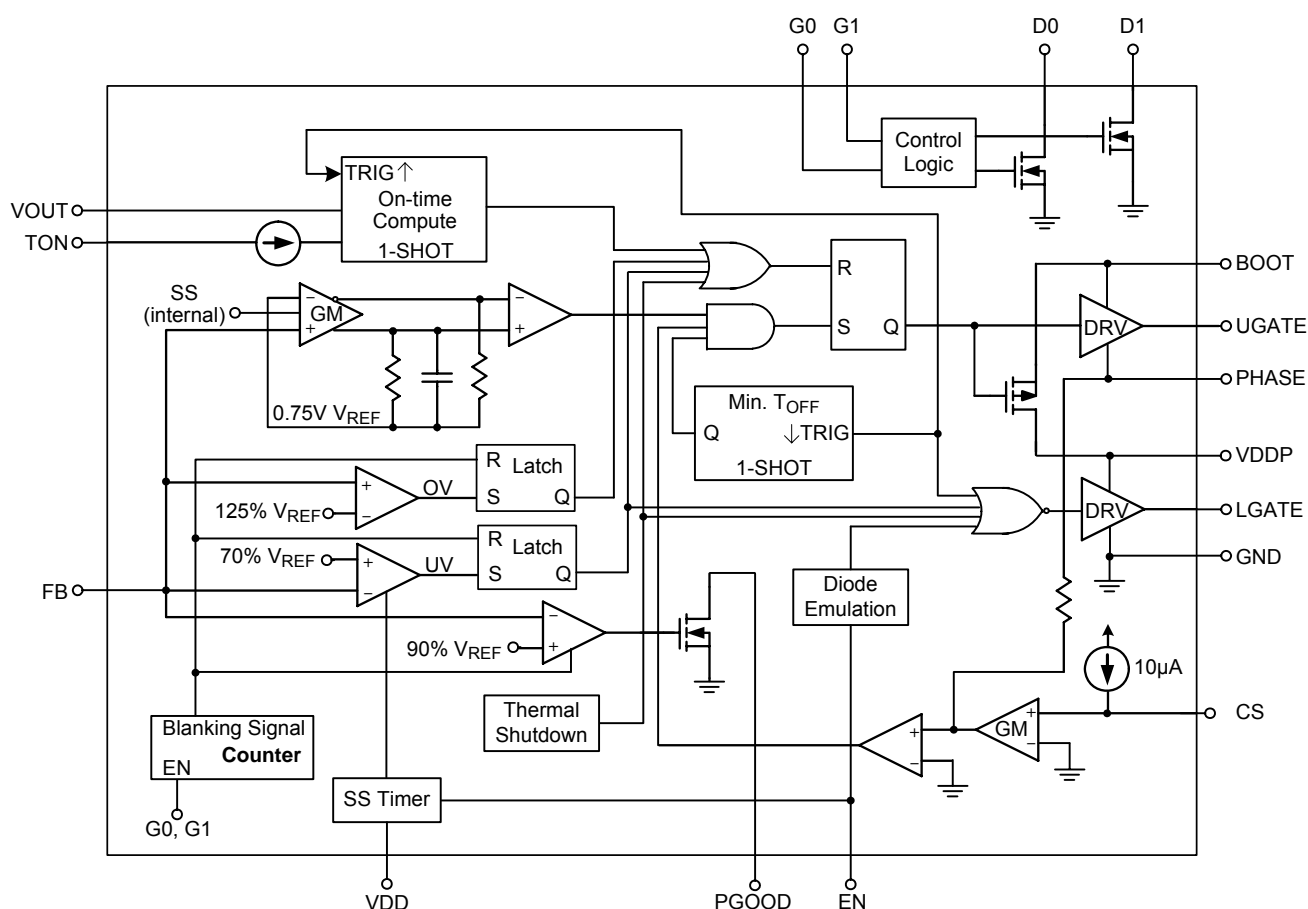 G0 G1 D0 D1
Control
Logic
TRIG ↑
On-time
Compute
1-SHOT
VOUT
TON
R
S Q
BOOT
DRV
UGATE
PHASE
SS
(internal)
−
GM
+
−
+
0.75V VREF
Min. TOFF
Q ↓TRIG
1-SHOT
VDDP
DRV
LGATE
GND
R Latch
S Q
+
−
OV
125% VREF
R Latch
S Q
70% VREF
+
−
UV
FB
Diode
Emulation
−
+
90% VREF
10µA
CS
+
GM
−
+
−
Thermal
Shutdown
Blanking Signal
Counter
EN
G0, G1
SS Timer
VDD PGOOD EN